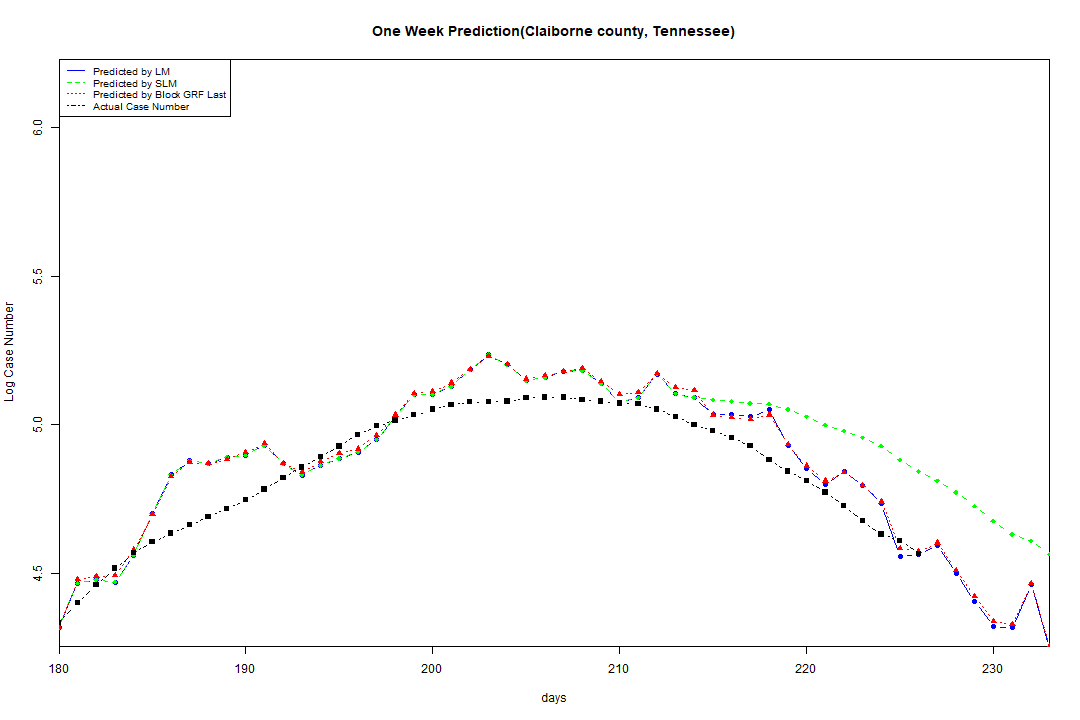 One Week Prediction(Claiborne county, Tennessee)
Predicted by LM
Predicted by SLM
Predicted by Block GRF Last
Actual Case Number
6.0
5.5
5.0
4.5
Log Case Number
180
190
200
210
220
230
days